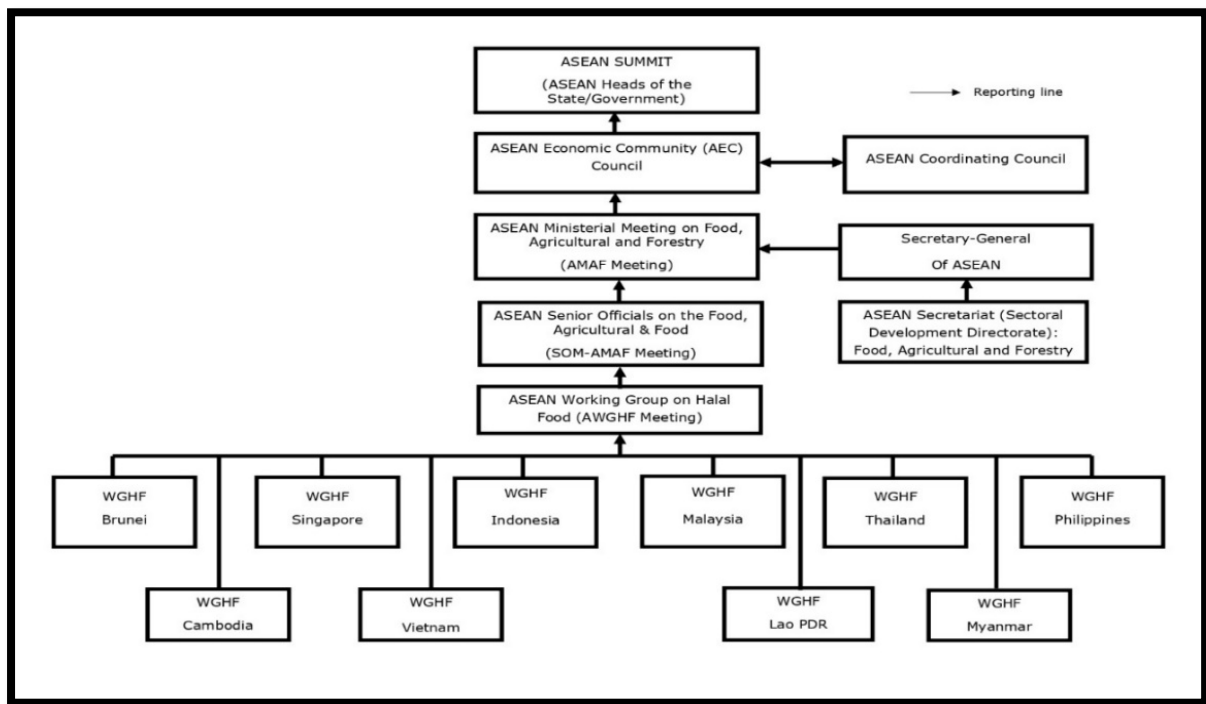 ASEAN SUMMIT
(ASEAN Heads of the
State/Government)
Reporting line
ASEAN Economic Community (AEC)
Council
ASEAN Coordinating Council
ASEAN Ministerial Meeting on Food,
Agricultural and Forestry
(AMAF Meeting)
Secretary-General
Of ASEAN
ASEAN Senior Officials on the Food,
Agricultural & Food
(SOM-AMAF Meeting)
ASEAN Secretariat (Sectoral
Development Directorate):
Food, Agricultural and Forestry
ASEAN Working Group on Halal
Food (AWGHF Meeting)
WGHF
Brunei
WGHF
Singapore
WGHF
Indonesia
WGHF
Malaysia
WGHF
Thailand
WGHF
Philippines
WGHF
Cambodia
WGHF
Vietnam
WGHF
Lao PDR
WGHF
Myanmar